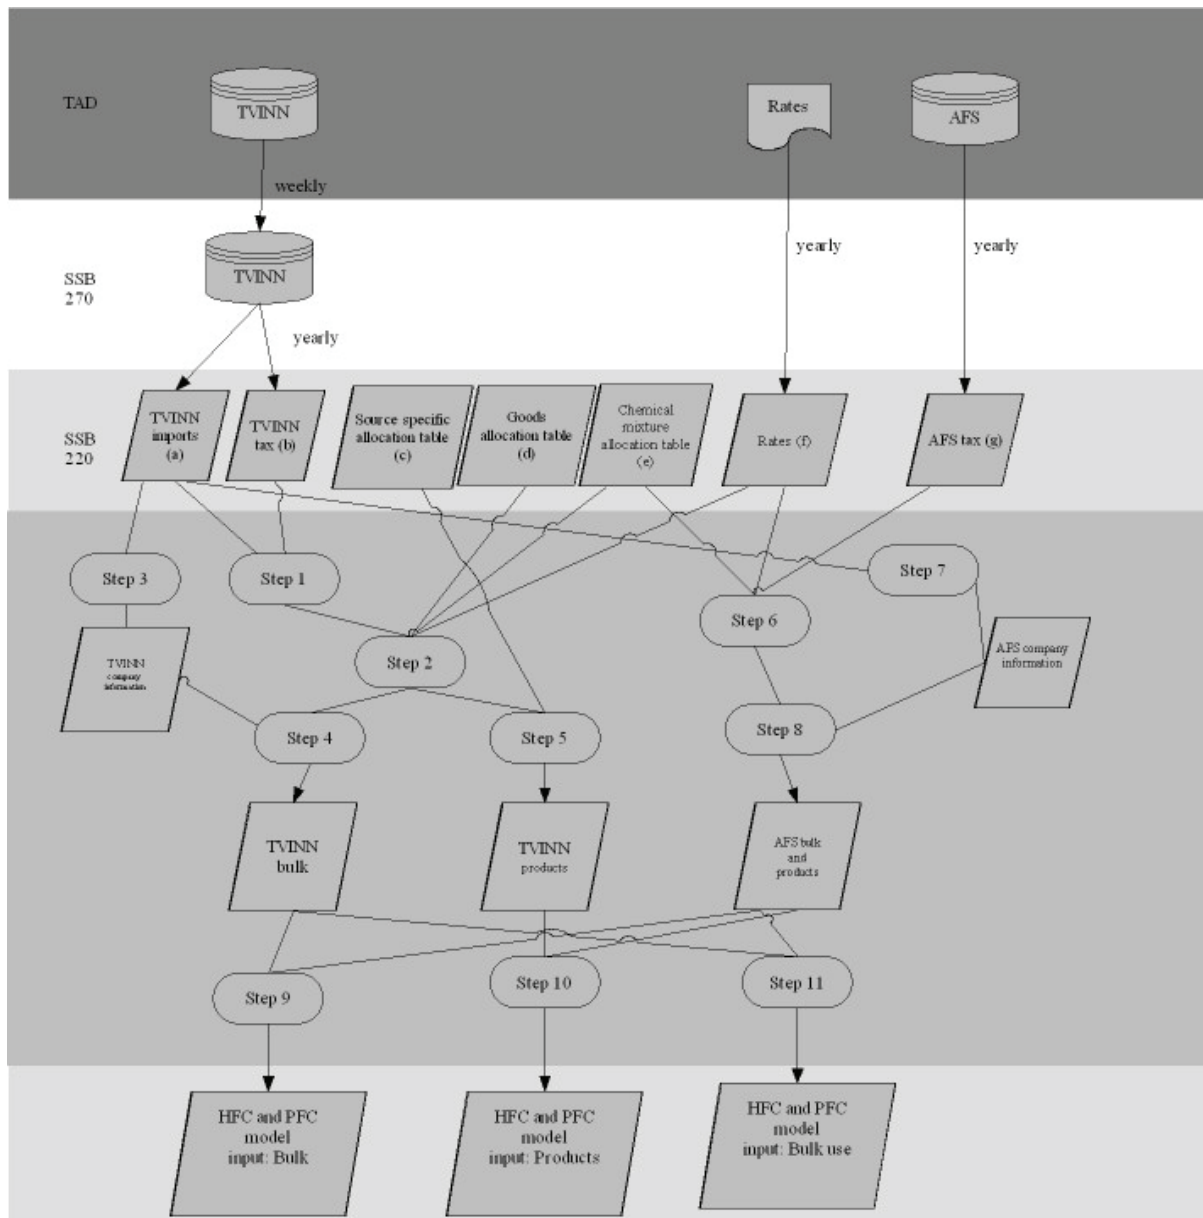 TAD
TVINN
Rates
AFS
weekly
SSB
270
TVINN
yearly
yearly
yearly
SSB
220
TVINN
imports
(a)
TVINN
tax (b)
Source specific
allocation table
(c)
Goods
allocation table
(d)
Chemical
mixture
allocation table
(e)
Rates (f)
AFS tax (g)
Step 3
Step 1
Step 7
Step 6
Step 2
TVINN
company
information
AFS company
information
Step 4
Step 5
Step 8
TVINN
bulk
TVINN
products
AFS bulk
and
products
Step 9
Step 10
Step 11
HFC and PFC
model
input: Bulk
HFC and PFC
model
input: Products
HFC and PFC
model
input: Bulk use